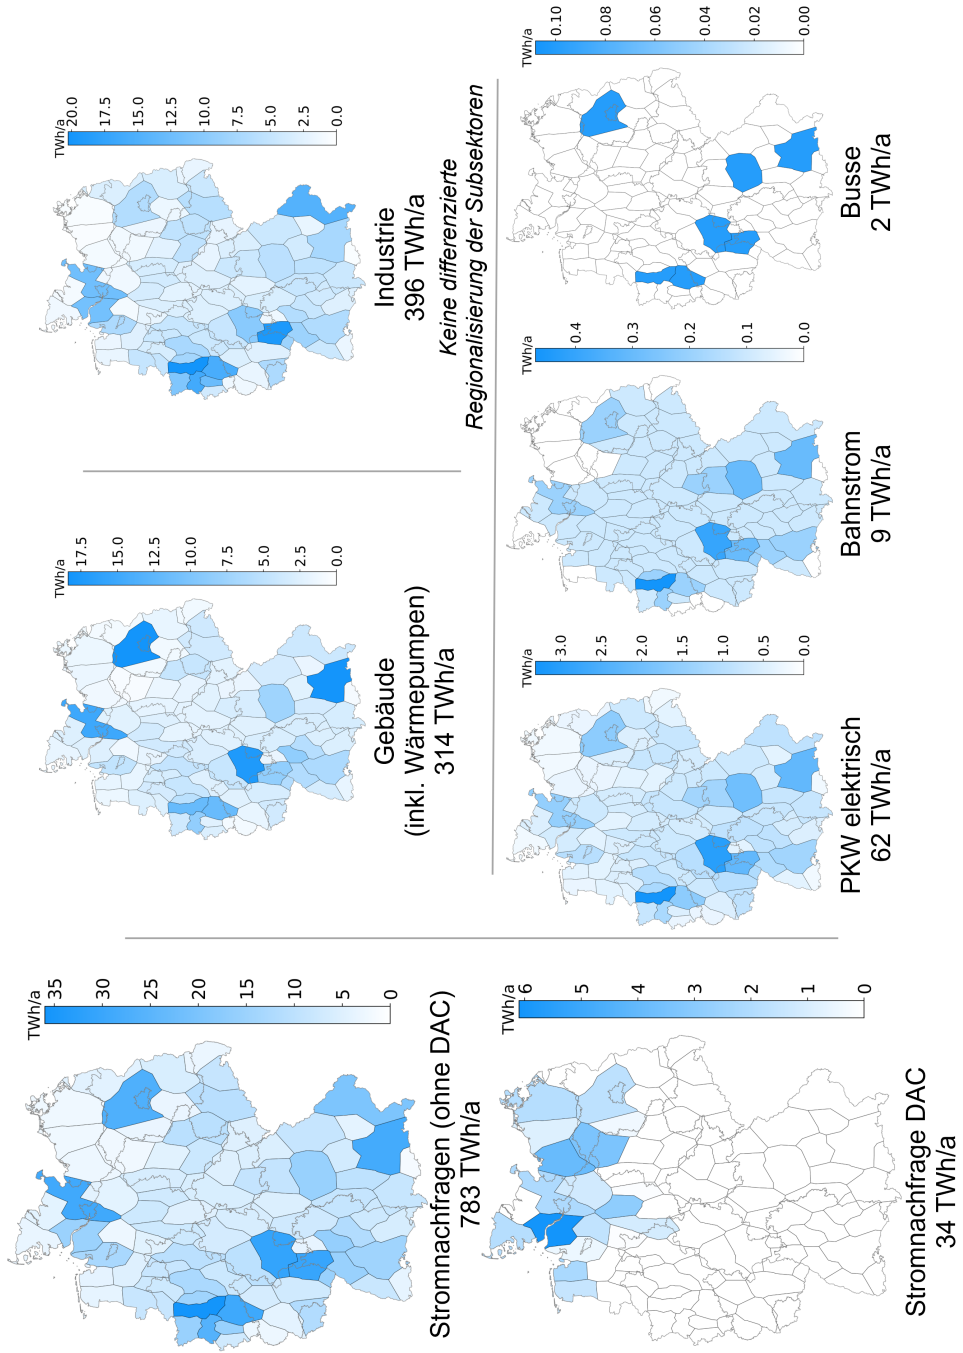 TWh/a
35
30
25
20
15
10
5
0
Stromnachfragen (ohne DAC)
783 TWh/a
TWh/a
17.5
15.0
12.5
10.0
7.5
5.0
2.5
0.0
Gebäude
(inkl. Wärmepumpen)
314 TWh/a
TWh/a
20.0
17.5
15.0
12.5
10.0
7.5
5.0
2.5
0.0
Industrie
396 TWh/a
Keine differenzierte
Regionalisierung der Subsektoren
TWh/a
6
5
4
3
2
1
0
Stromnachfrage DAC
34 TWh/a
TWh/a
3.0
2.5
2.0
1.5
1.0
0.5
0.0
PKW elektrisch
62 TWh/a
TWh/a
0.4
0.3
0.2
0.1
0.0
Bahnstrom
9 TWh/a
TWh/a
0.10
0.08
0.06
0.04
0.02
0.00
Busse
2 TWh/a